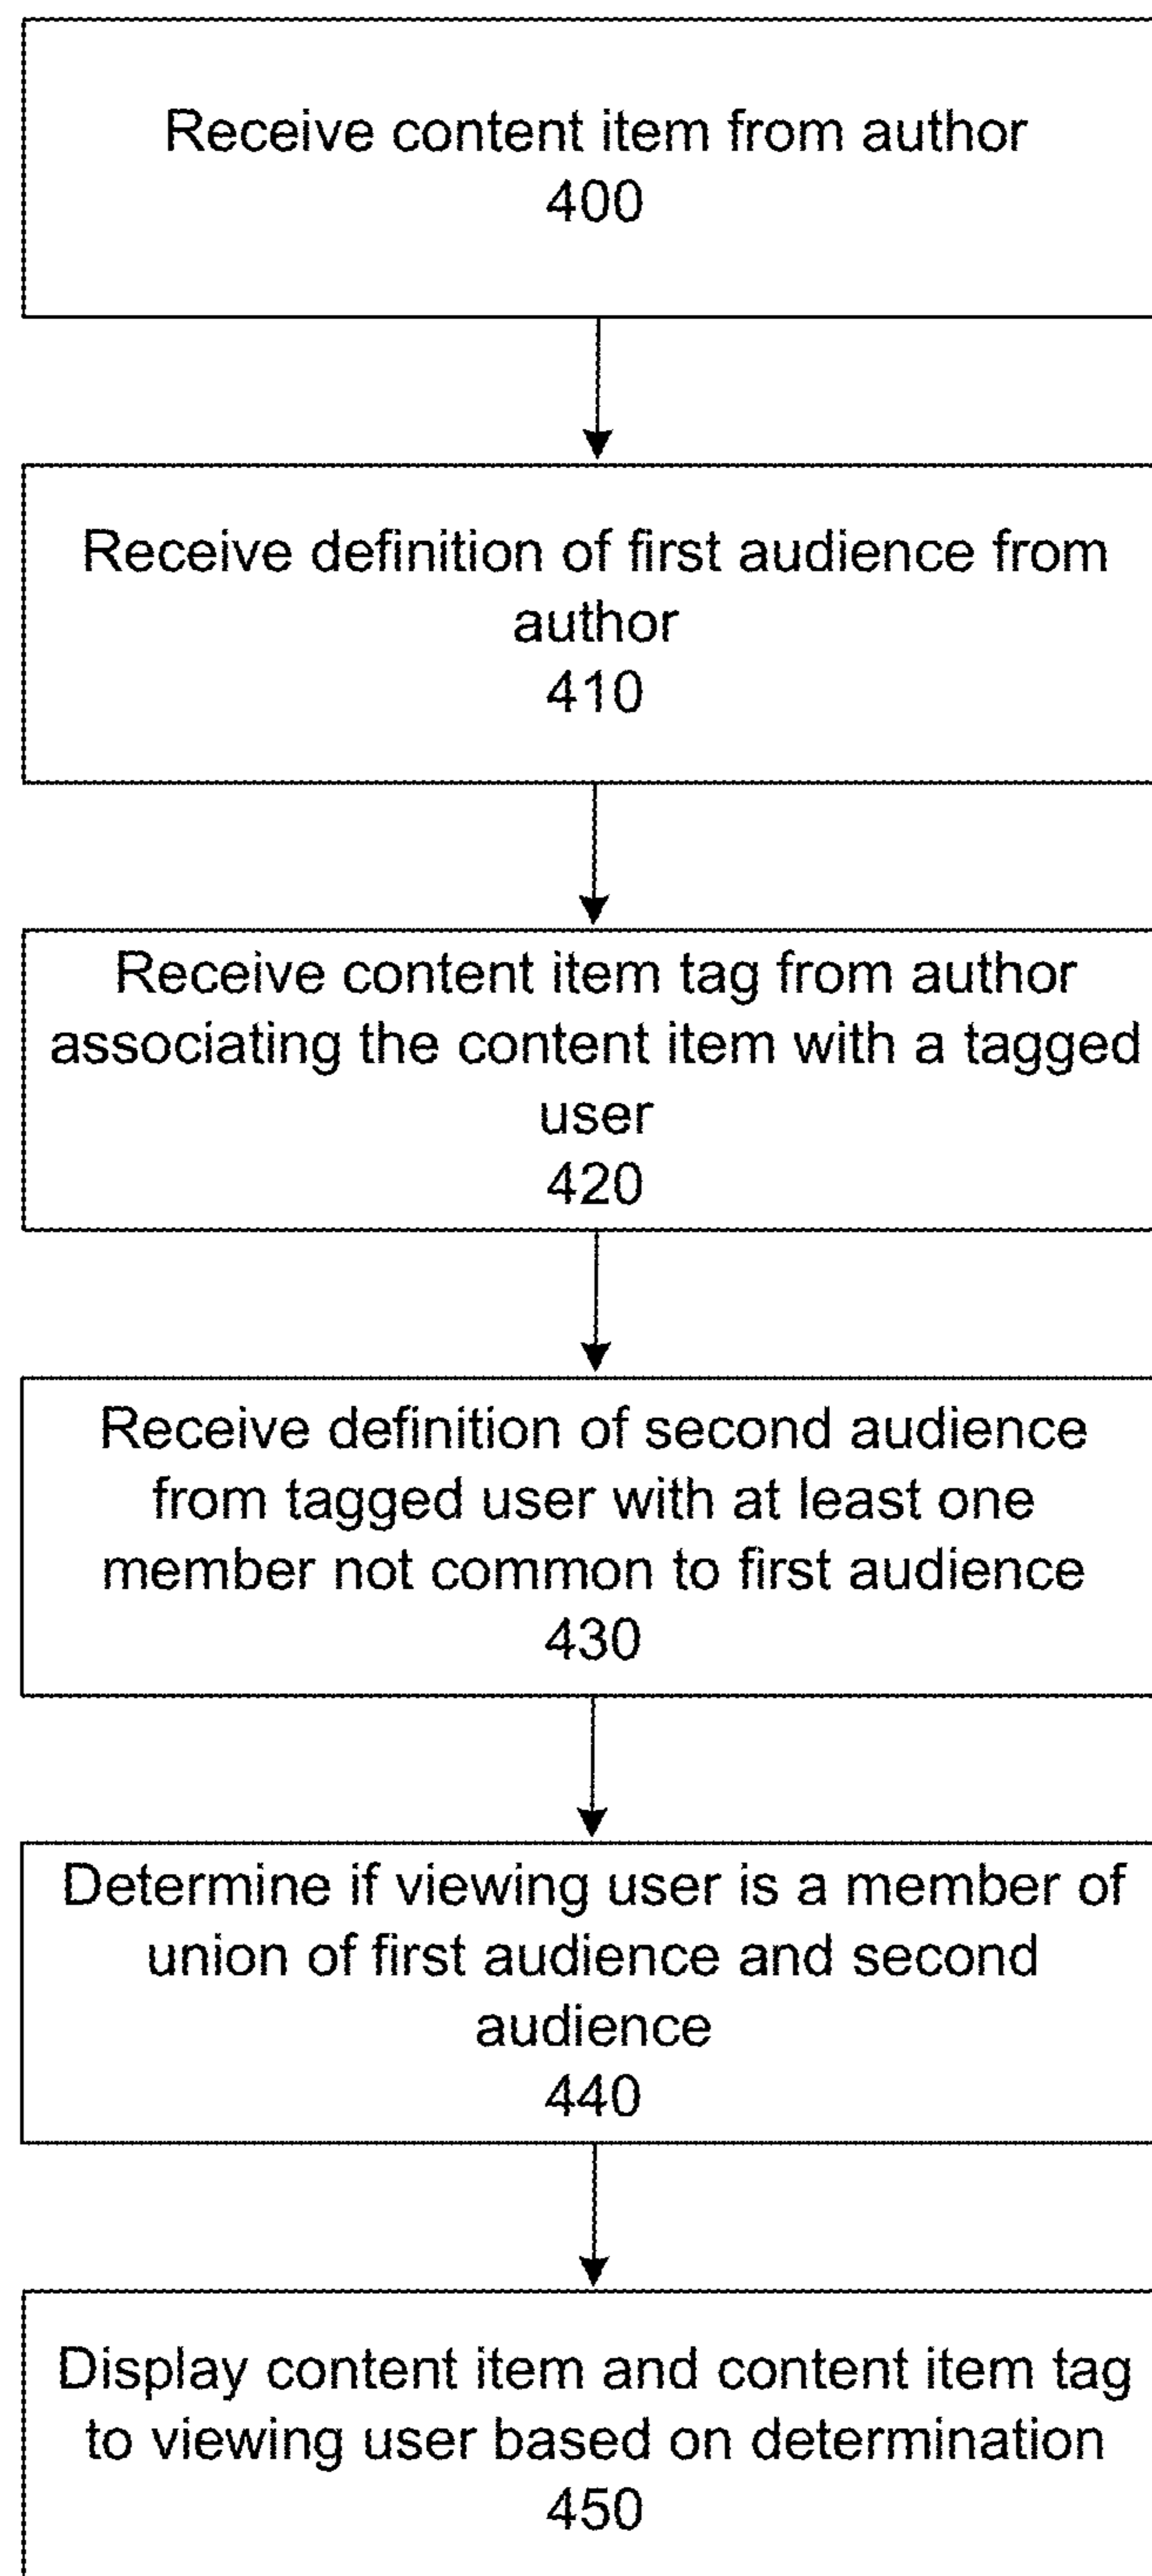 Receive content item from author
400
Receive definition of first audience from
author
410
Receive content item tag from author
associating the content item with a tagged
user
420
Receive definition of second audience
from tagged user with at least one
member not common to first audience
430
Determine if viewing user is a member of
union of first audience and second
audience
440
Display content item and content item tag
to viewing user based on determination
450